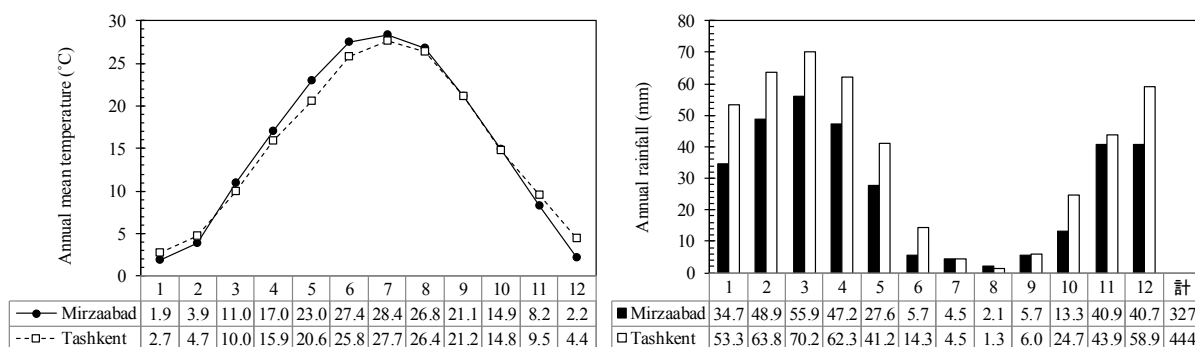 Annual mean temperature (˚C)
30
25
20
15
10
5
0
1 2 3 4 5 6 7 8 9 10 11 12
Mirzaabad 1.9 3.9 11.0 17.0 23.0 27.4 28.4 26.8 21.1 14.9 8.2 2.2
Tashkent 2.7 4.7 10.0 15.9 20.6 25.8 27.7 26.4 21.2 14.8 9.5 4.4
Annual rainfall (mm)
80
70
60
50
40
30
20
10
0
1 2 3 4 5 6 7 8 9 10 11 12 計
Mirzaabad 34.7 48.9 55.9 47.2 27.6 5.7 4.5 2.1 5.7 13.3 40.9 40.7 327
Tashkent 53.3 63.8 70.2 62.3 41.2 14.3 4.5 1.3 6.0 24.7 43.9 58.9 444